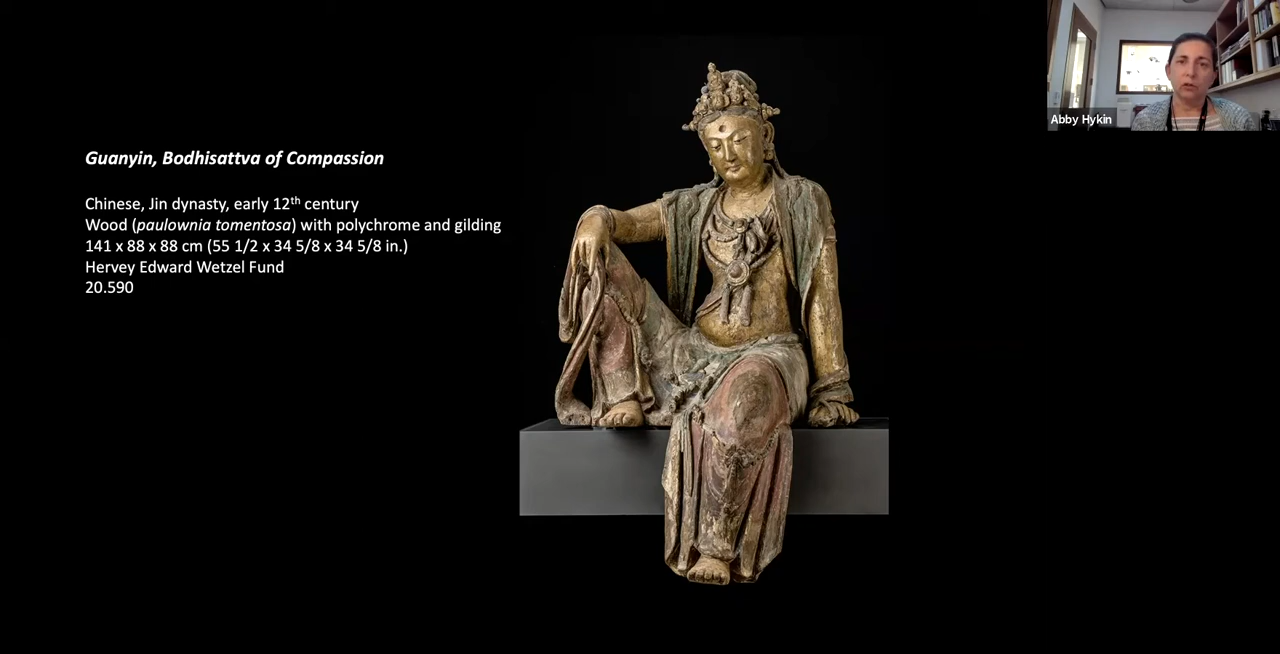 Guanyin, Bodhisattva of Compassion
Chinese, Jin dynasty, early 12th century
Wood (paulownia tomentosa) with polychrome and gilding
141 x 88 x 88 cm (55 1/2 x 34 5/8 x 34 5/8 in.)
Hervey Edward Wetzel Fund
20.590
Abby Hykin